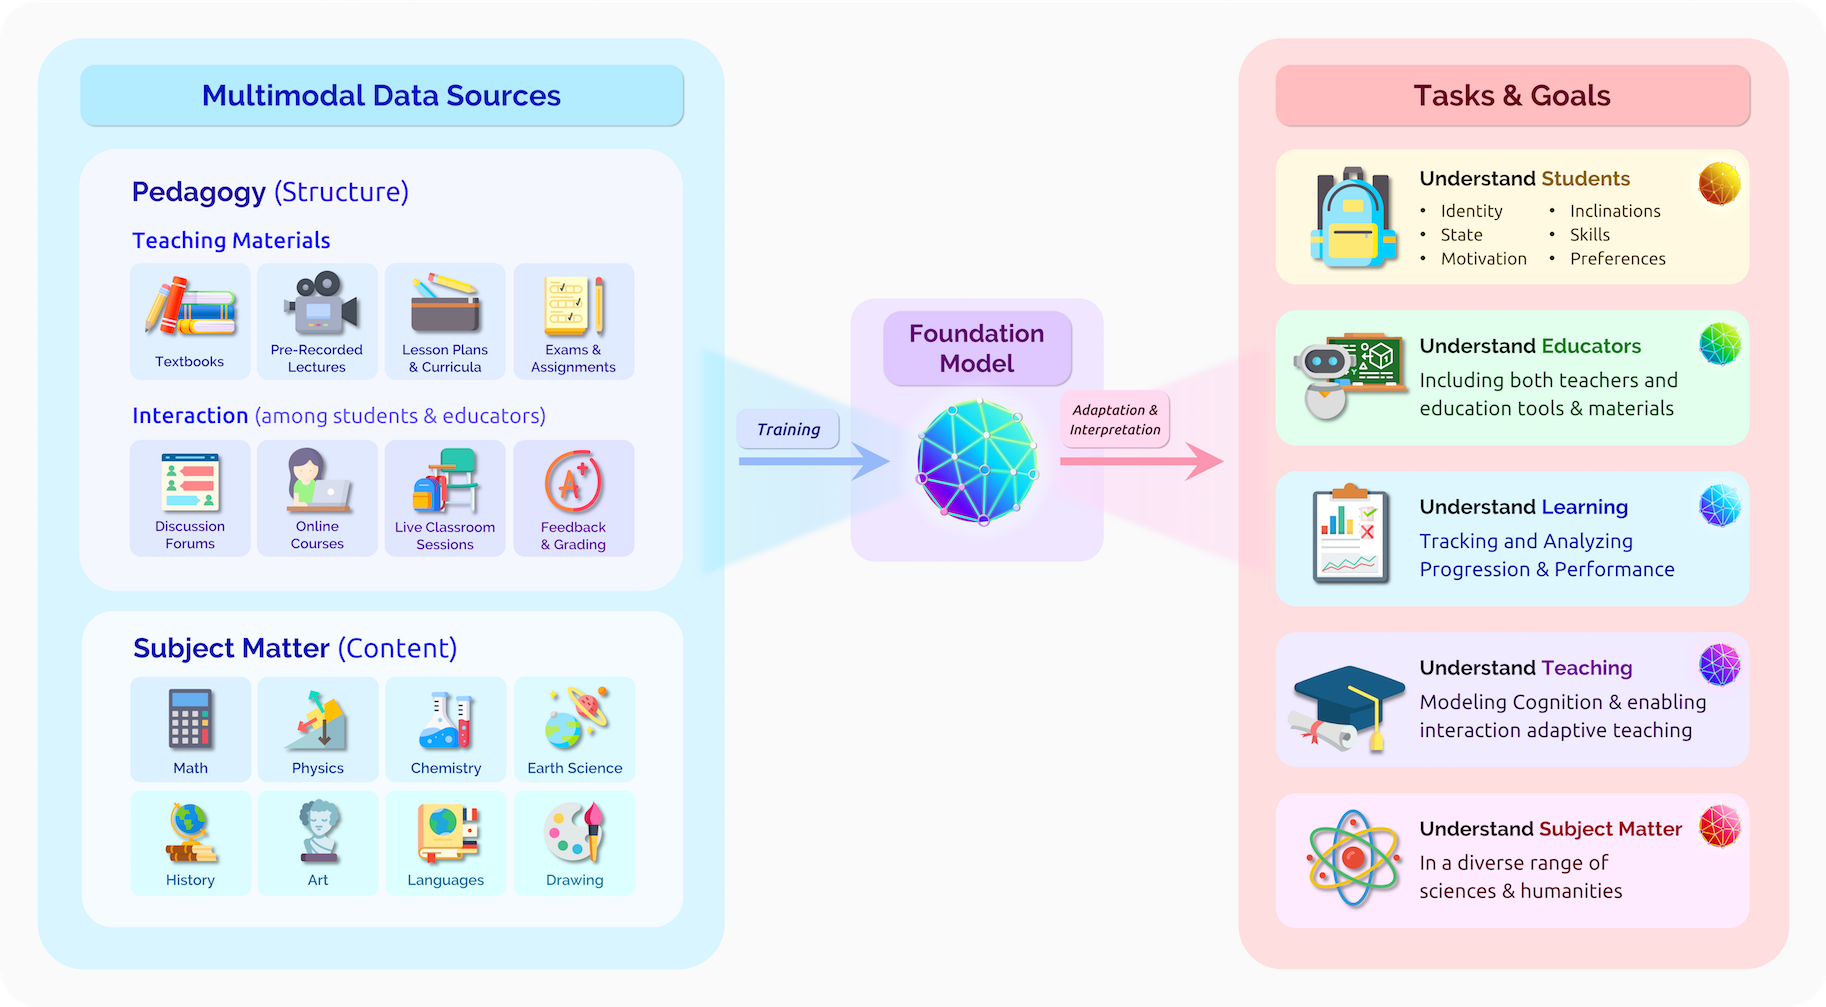 Multimodal Data Sources
Pedagogy (Structure)
Teaching Materials
Textbooks
Pre-Recorded
Lectures
Lesson Plans
& Curricula
Exams &
Assignments
Interaction (among students & educators)
Discussion
Forums
Online
Courses
Live Classroom
Sessions
A+
Feedback
& Grading
Subject Matter (Content)
Math
Physics
Chemistry
Earth Science
History
Art
Languages
Drawing
Training
Foundation
Model
Adaptation &
Interpretation
Tasks & Goals
Understand Students
• Identity
• State
• Motivation
• Inclinations
• Skills
• Preferences
Understand Educators
Including both teachers and
education tools & materials
Understand Learning
Tracking and Analyzing
Progression & Performance
Understand Teaching
Modeling Cognition & enabling
interaction adaptive teaching
Understand Subject Matter
In a diverse range of
sciences & humanities